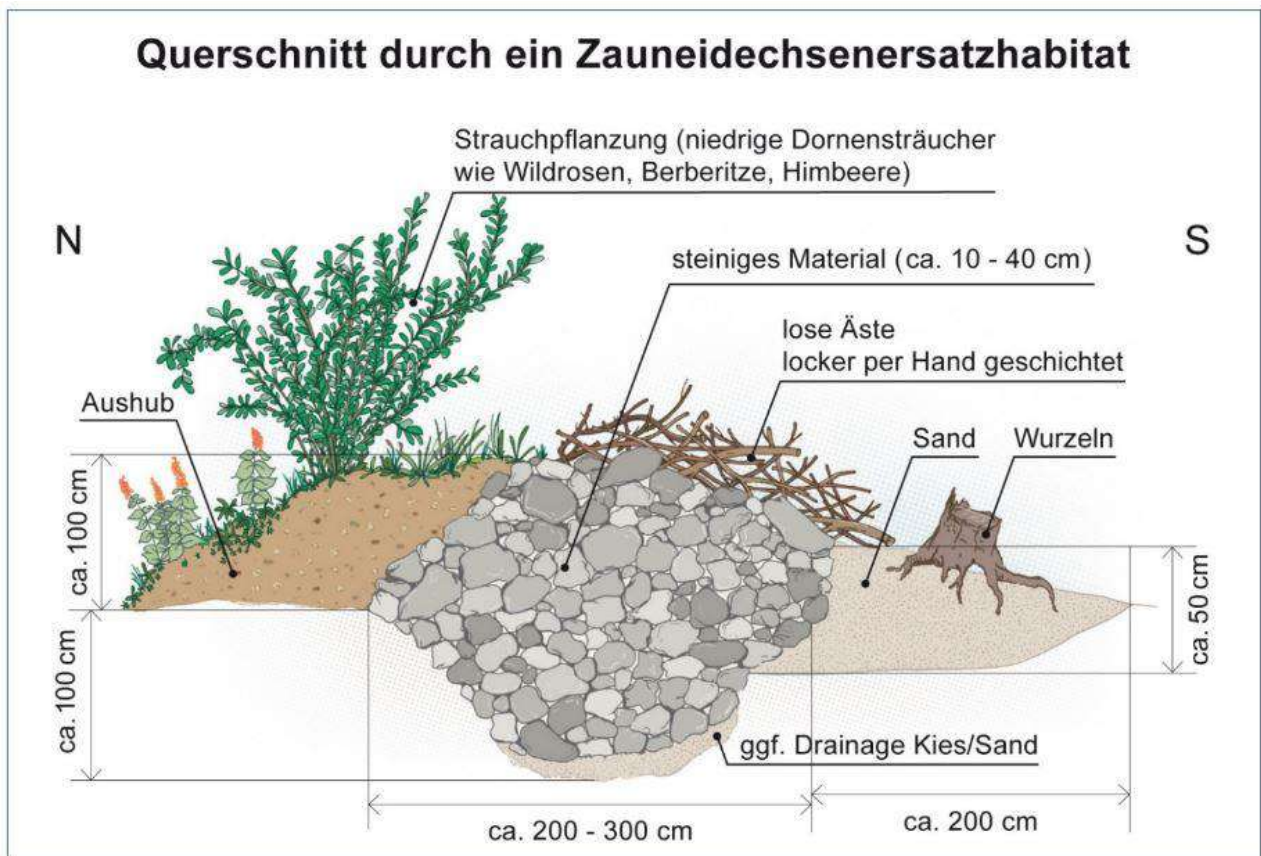 Querschnitt durch ein Zauneidechsenersatzhabitat
Strauchpflanzung (niedrige Dornensträucher
wie Wildrosen, Berberitze, Himbeere)
N
S
steiniges Material (ca. 10 - 40 cm)
lose Äste
locker per Hand geschichtet
Aushub
Sand
Wurzeln
ca. 100 cm
ca. 50 cm
ca. 100 cm
ggf. Drainage Kies/Sand
ca. 200 - 300 cm
ca. 200 cm